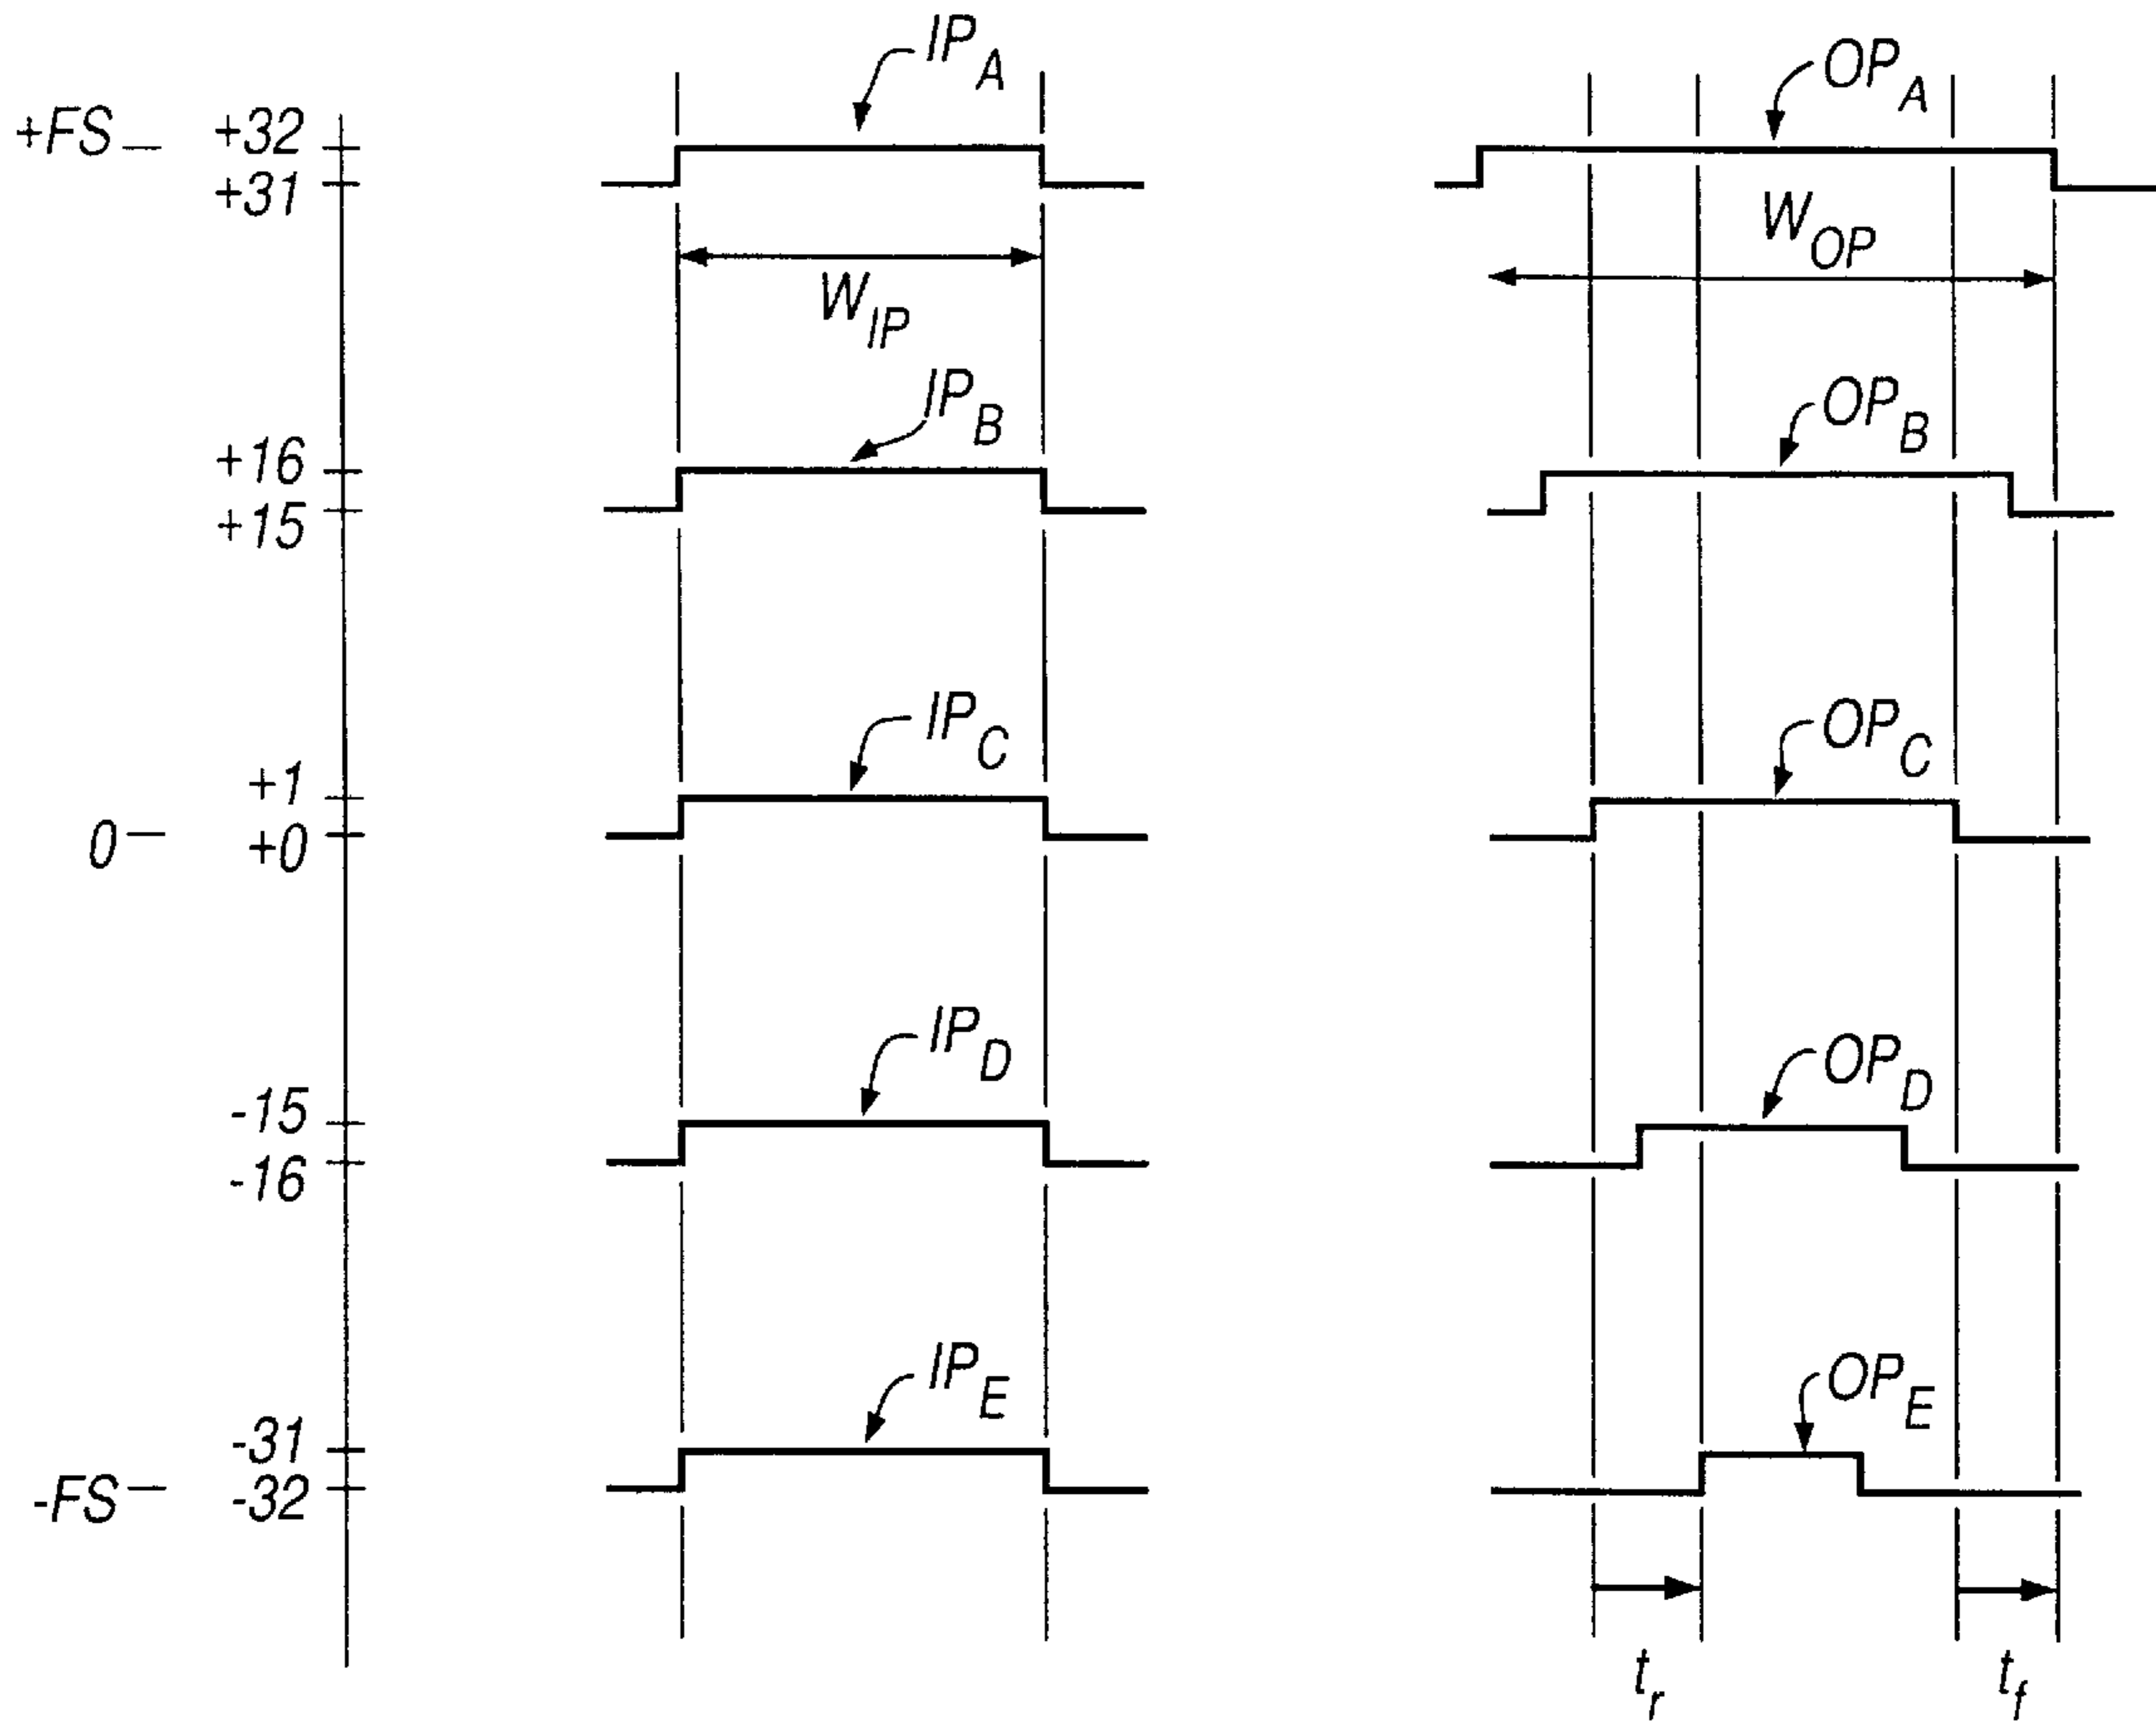 IP_A
OP_A
+FS
+32
+31
W_OP
W_IP
IP_B
OP_B
+16
+15
IP_C
OP_C
+1
0
+0
IP_D
OP_D
-15
-16
IP_E
OP_E
-31
-FS
-32
t_r
t_f